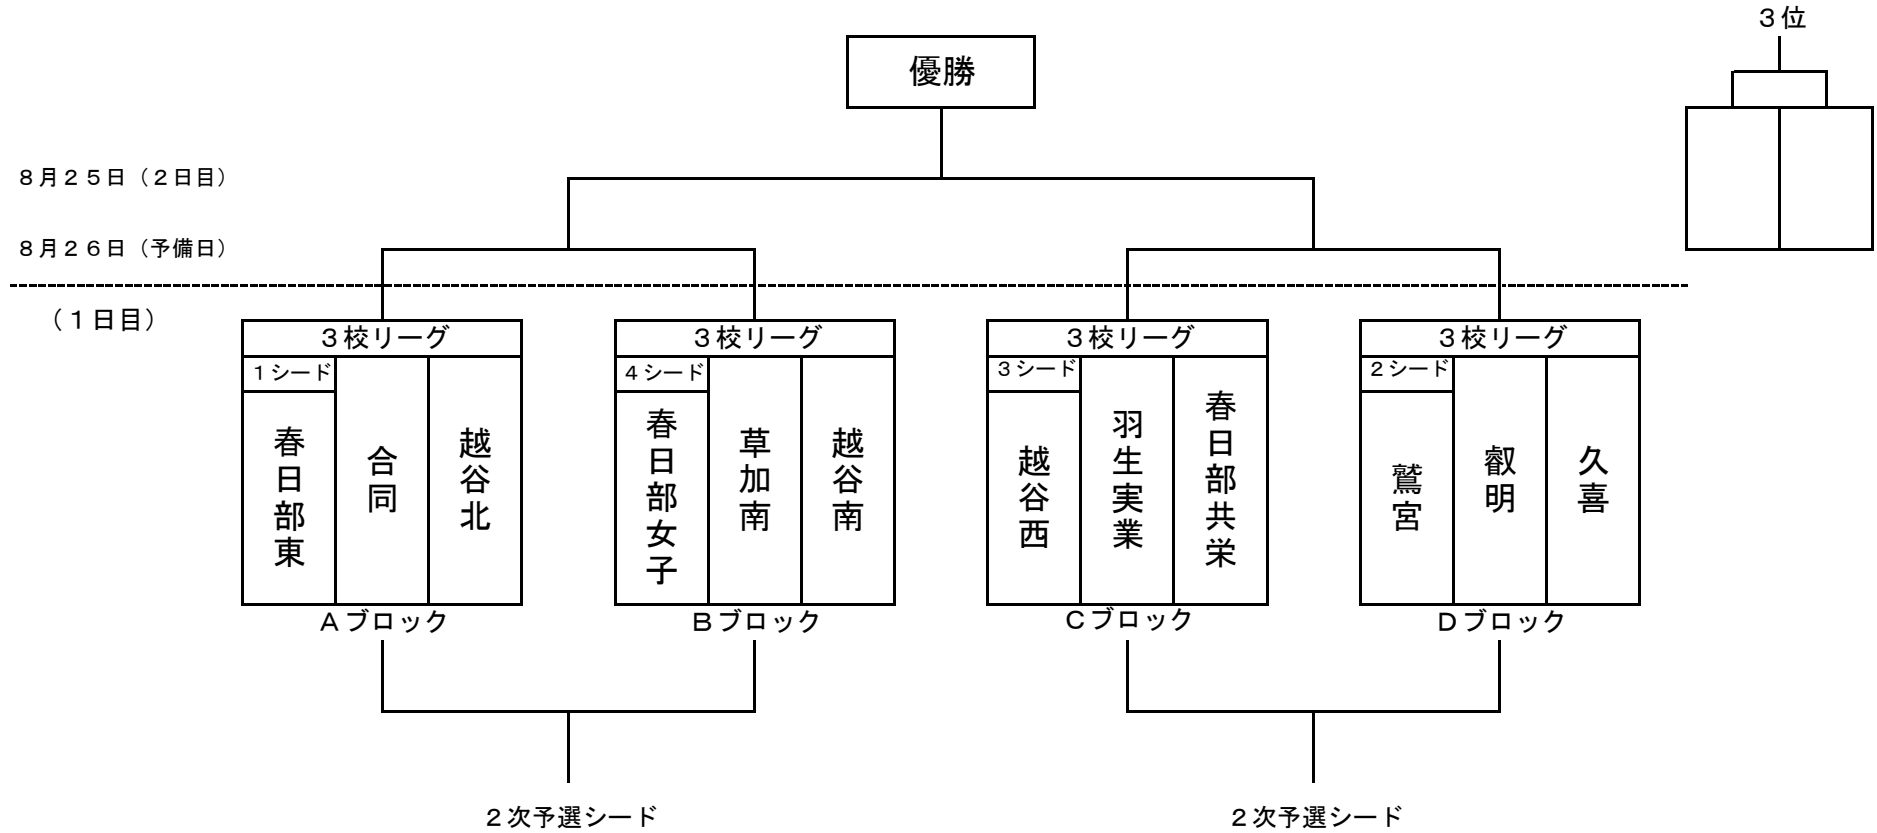 ３位
優勝
８月２５日（２日目）
８月２６日（予備日）
（１日目）
３校リーグ
３校リーグ
３校リーグ
３校リーグ
１シード
４シード
３シード
２シード
春日部東
合同
越谷北
春日部女子
草加南
越谷南
越谷西
羽生実業
春日部共栄
鷲宮
叡明
久喜
Ａブロック
Ｂブロック
Ｃブロック
Ｄブロック
２次予選シード
２次予選シード